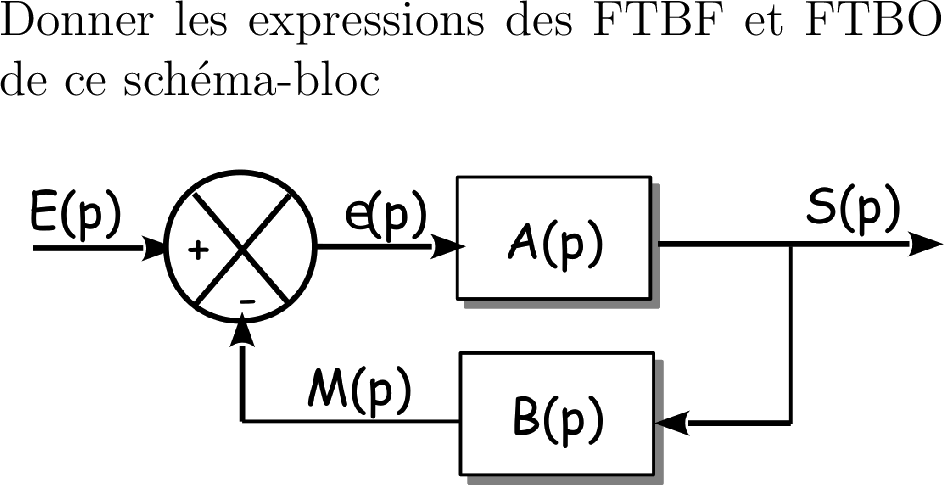 Donner les expressions des FTBF et FTBO
de ce schéma-bloc
E(p)
e(p)
S(p)
+
A(p)
-
M(p)
B(p)